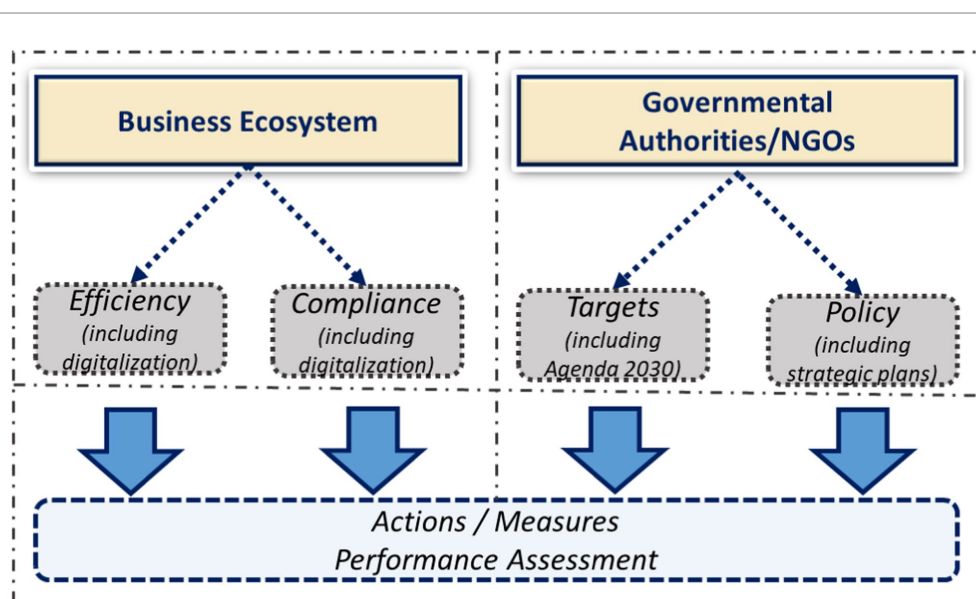 Business Ecosystem
Governmental
Authorities/NGOs
Efficiency
(including
digitalization)
Compliance
(including
digitalization)
Targets
(including
Agenda 2030)
Policy
(including
strategic plans)
Actions / Measures
Performance Assessment